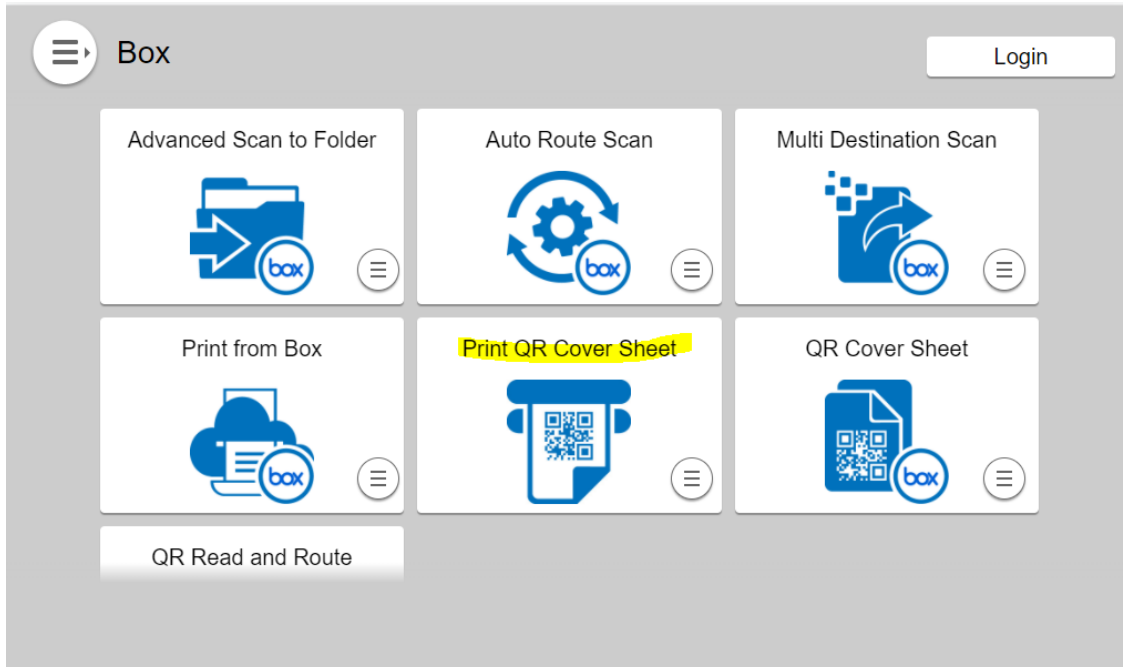 Box
Login
Advanced Scan to Folder
Auto Route Scan
Multi Destination Scan
box
box
box
Print from Box
Print QR Cover Sheet
QR Cover Sheet
box
box
QR Read and Route